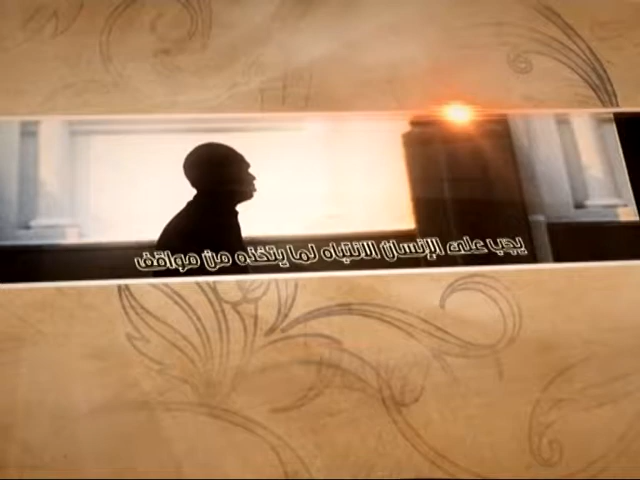 يجب على الإنسان الانتباه لما يتخذه من مواقف